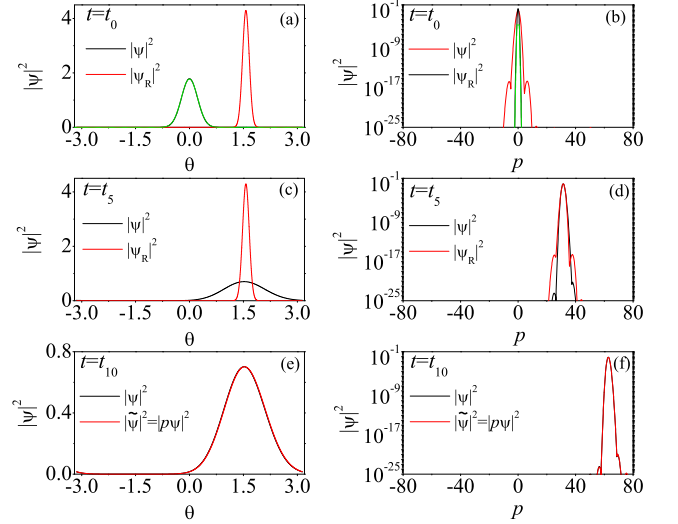 t=t₀ (a)
|ψ|²
|ψ_R|²
|ψ|²
4
2
0
-3.0 -1.5 0.0 1.5 3.0
θ
t=t₀ (b)
|ψ|²
|ψ_R|²
|ψ|²
10⁻¹
10⁻⁹
10⁻¹⁷
10⁻²⁵
-80 -40 0 40 80
p
t=t₅ (c)
|ψ|²
|ψ_R|²
|ψ|²
4
2
0
-3.0 -1.5 0.0 1.5 3.0
θ
t=t₅ (d)
|ψ|²
|ψ_R|²
|ψ|²
10⁻¹
10⁻⁹
10⁻¹⁷
10⁻²⁵
-80 -40 0 40 80
p
t=t₁₀ (e)
|ψ|²
|ψ̃|²=|pψ|²
|ψ|²
0.8
0.4
0.0
-3.0 -1.5 0.0 1.5 3.0
θ
t=t₁₀ (f)
|ψ|²
|ψ̃|²=|pψ|²
|ψ|²
10⁻¹
10⁻⁹
10⁻¹⁷
10⁻²⁵
-80 -40 0 40 80
p